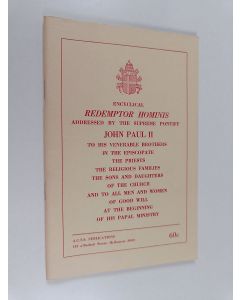 ENCYCLICAL
REDEMPTOR HOMINIS
ADDRESSED BY THE SUPREME PONTIFF
JOHN PAUL II
TO HIS VENERABLE BROTHERS
IN THE EPISCOPATE
THE PRIESTS
THE RELIGIOUS FAMILIES
THE SONS AND DAUGHTERS
OF THE CHURCH
AND TO ALL MEN AND WOMEN
OF GOOD WILL
AT THE BEGINNING
OF HIS PAPAL MINISTRY
A.C.T.S. PUBLICATIONS
60c